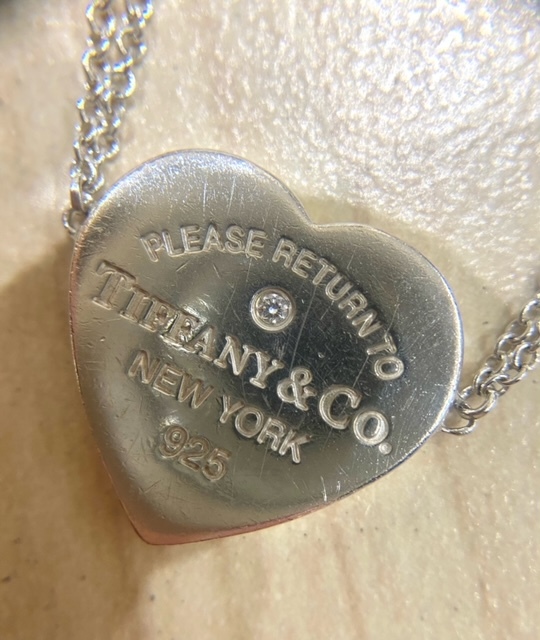 PLEASE RETURN TO
TIFFANY & CO.
NEW YORK
925